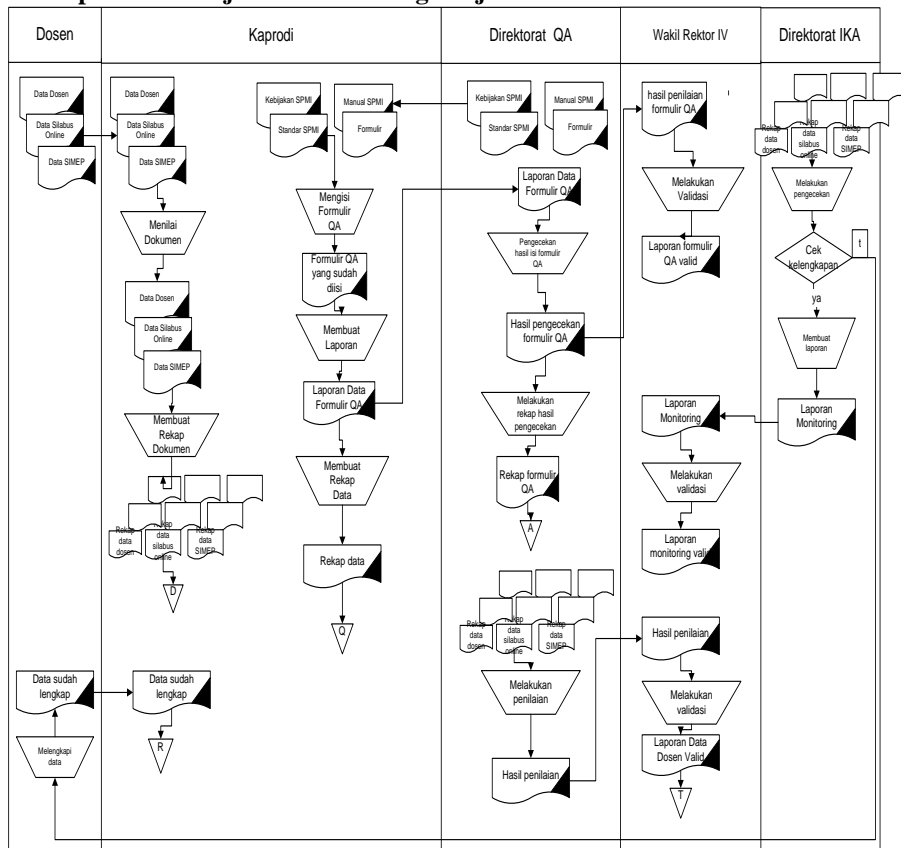 Dosen
Kaprodi
Direktorat QA
Wakil Rektor IV
Direktorat IKA
Data Dosen
Data Silabus
Online
Data SIMEP
Data Dosen
Data Silabus
Online
Data SIMEP
Menilai
Dokumen
Data Dosen
Data Silabus
Online
Data SIMEP
Membuat
Rekap
Dokumen
Rekap
data
dosen
Rekap
data
silabus
online
Rekap
data
SIMEP
D
Data sudah
lengkap
Melengkapi
data
Data sudah
lengkap
R
Kebijakan SPMI
Manual SPMI
Standar SPMI
Formulir
Mengisi
Formulir
QA
Formulir QA
yang sudah
diisi
Membuat
Laporan
Laporan Data
Formulir QA
Membuat
Rekap
Data
Rekap data
Q
Kebijakan SPMI
Manual SPMI
Standar SPMI
Formulir
Laporan Data
Formulir QA
Pengecekan
hasil isi formulir
QA
Hasil pengecekan
formulir QA
Melakukan
rekap hasil
pengecekan
Rekap formulir
QA
A
Rekap
data
dosen
Rekap
data
silabus
online
Rekap
data
SIMEP
Melakukan
penilaian
Hasil penilaian
hasil penilaian
formulir QA
Melakukan
Validasi
Laporan formulir
QA valid
Laporan
Monitoring
Melakukan
validasi
Laporan
monitoring valid
Hasil penilaian
Melakukan
validasi
Laporan Data
Dosen Valid
T
Rekap
data
dosen
Rekap
data
silabus
online
Rekap
data
SIMEP
Melakukan
pengecekan
Cek
kelengkapan
t
ya
Membuat
laporan
Laporan
Monitoring